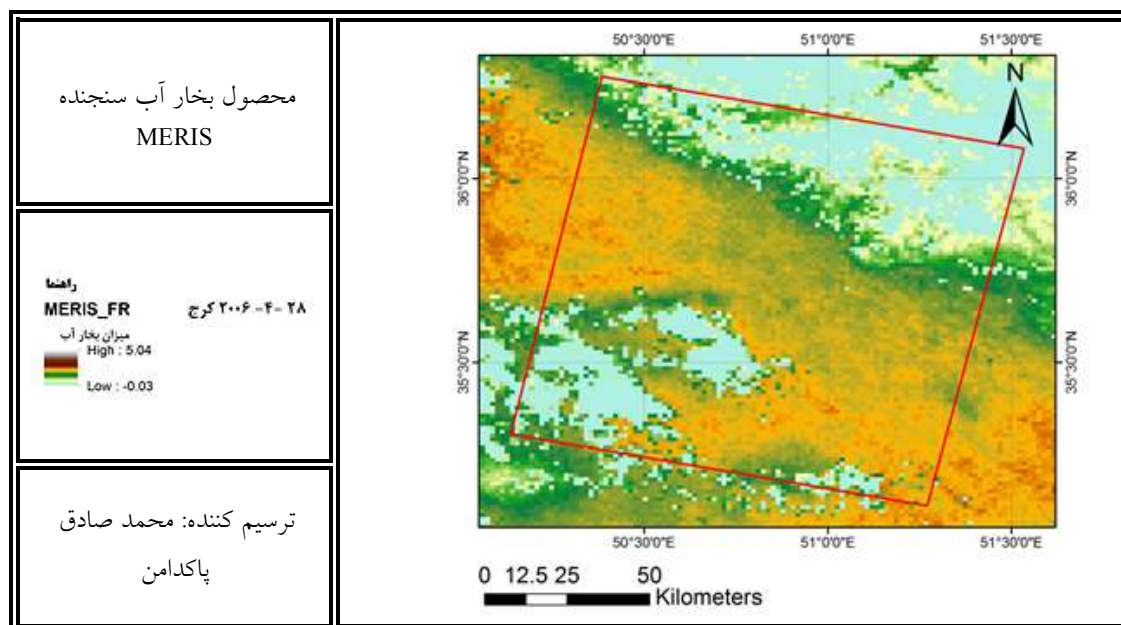 محصول بخار آب سنجنده
MERIS
راهنما
MERIS_FR
۲۸ -۴- ۲۰۰۶ کرج
میزان بخار آب
High : 5.04
Low : -0.03
ترسیم کننده: محمد صادق
پاکدامن
50°30'0"E 51°0'0"E 51°30'0"E
N
36°0'0"N 36°0'0"N
35°30'0"N 35°30'0"N
50°30'0"E 51°0'0"E 51°30'0"E
0 12.5 25 50
Kilometers